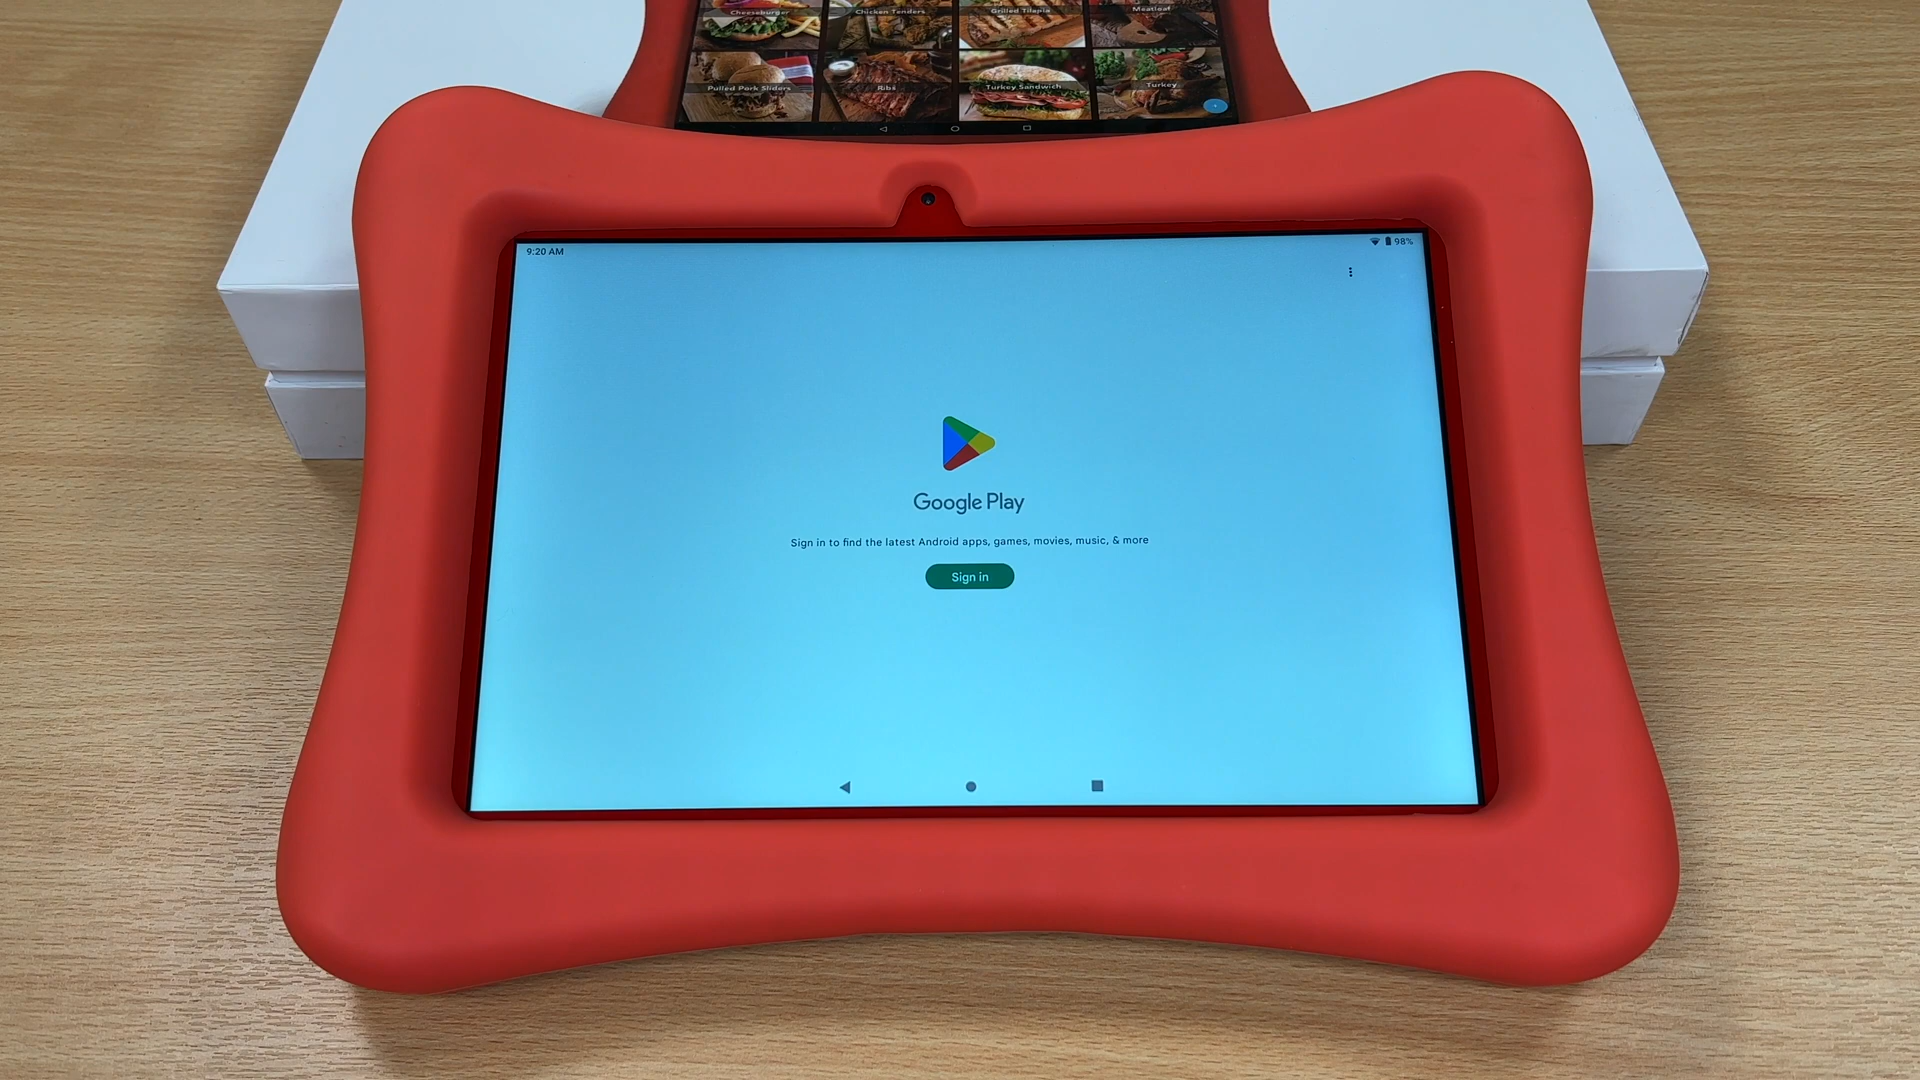 Cheeseburger
Chicken Tenders
Grilled Tilapia
Meatloaf
Pulled Pork Sliders
Ribs
Turkey Sandwich
Turkey
9:20 AM
98%
Google Play
Sign in to find the latest Android apps, games, movies, music, & more
Sign in